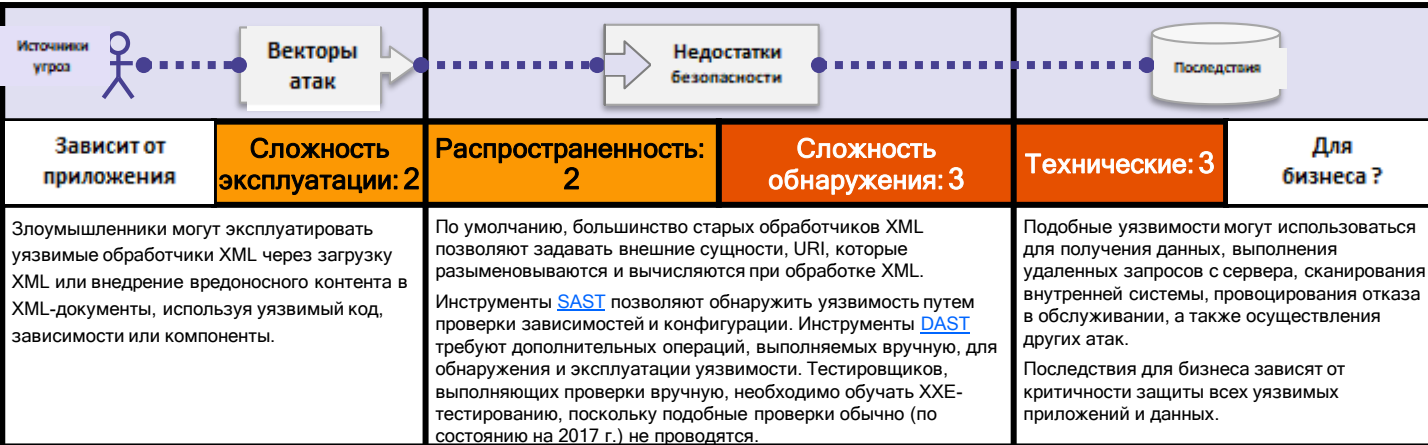 Источники
угроз
Векторы
атак
Недостатки
безопасности
Последствия
Зависит от
приложения
Сложность
эксплуатации: 2
Распространенность:
2
Сложность
обнаружения: 3
Технические: 3
Для
бизнеса ?
Злоумышленники могут эксплуатировать
уязвимые обработчики XML через загрузку
XML или внедрение вредоносного контента в
XML-документы, используя уязвимый код,
зависимости или компоненты.
По умолчанию, большинство старых обработчиков XML
позволяют задавать внешние сущности, URI, которые
разыменовываются и вычисляются при обработке XML.
Инструменты SAST позволяют обнаружить уязвимость путем
проверки зависимостей и конфигурации. Инструменты DAST
требуют дополнительных операций, выполняемых вручную, для
обнаружения и эксплуатации уязвимости. Тестировщиков,
выполняющих проверки вручную, необходимо обучать XXE-
тестированию, поскольку подобные проверки обычно (по
состоянию на 2017 г.) не проводятся.
Подобные уязвимости могут использоваться
для получения данных, выполнения
удаленных запросов с сервера, сканирования
внутренней системы, провоцирования отказа
в обслуживании, а также осуществления
других атак.
Последствия для бизнеса зависят от
критичности защиты всех уязвимых
приложений и данных.